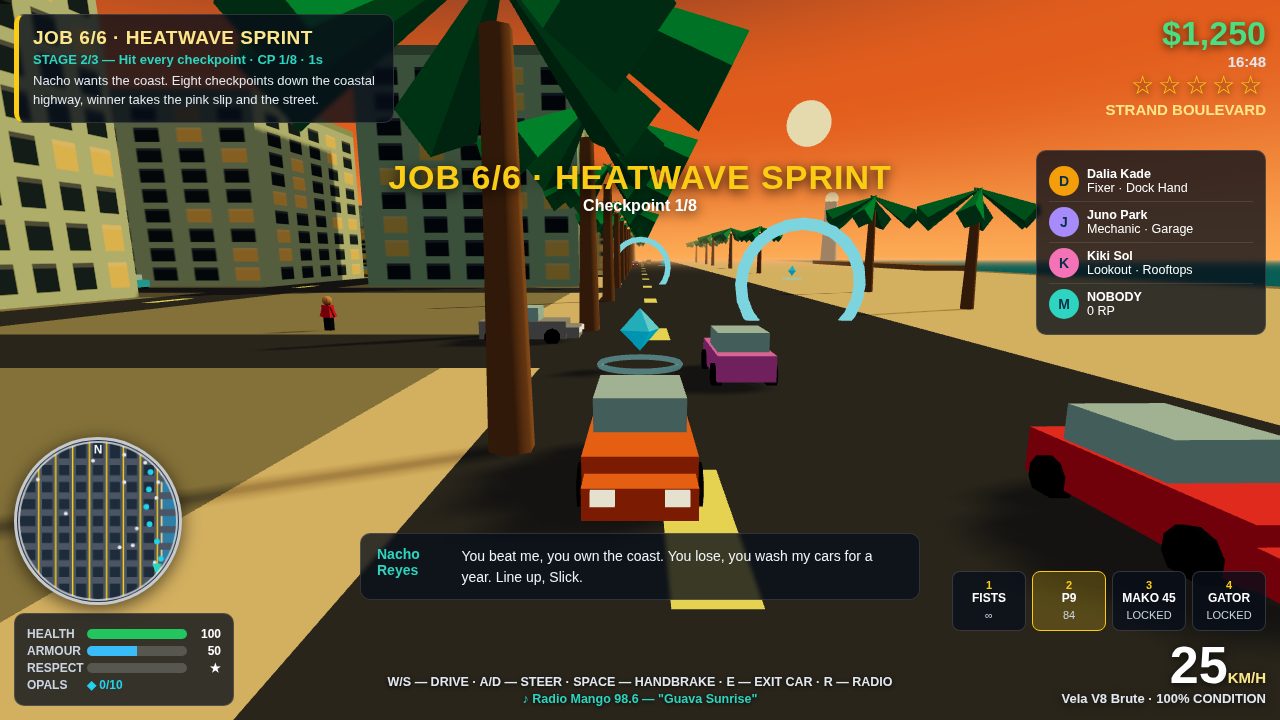 JOB 6/6 · HEATWAVE SPRINT
STAGE 2/3 — Hit every checkpoint · CP 1/8 · 1s
Nacho wants the coast. Eight checkpoints down the coastal
highway, winner takes the pink slip and the street.
$1,250
16:48
☆☆☆☆☆
STRAND BOULEVARD
D
Dalia Kade
Fixer · Dock Hand
J
Juno Park
Mechanic · Garage
K
Kiki Sol
Lookout · Rooftops
M
NOBODY
0 RP
JOB 6/6 · HEATWAVE SPRINT
Checkpoint 1/8
N
HEALTH 100
ARMOUR 50
RESPECT ★
OPALS ◆ 0/10
Nacho Reyes
You beat me, you own the coast. You lose, you wash my cars for a
year. Line up, Slick.
1
FISTS
∞
2
P9
84
3
MAKO 45
LOCKED
4
GATOR
LOCKED
25 KM/H
Vela V8 Brute · 100% CONDITION
W/S — DRIVE · A/D — STEER · SPACE — HANDBRAKE · E — EXIT CAR · R — RADIO
♪ Radio Mango 98.6 — "Guava Sunrise"